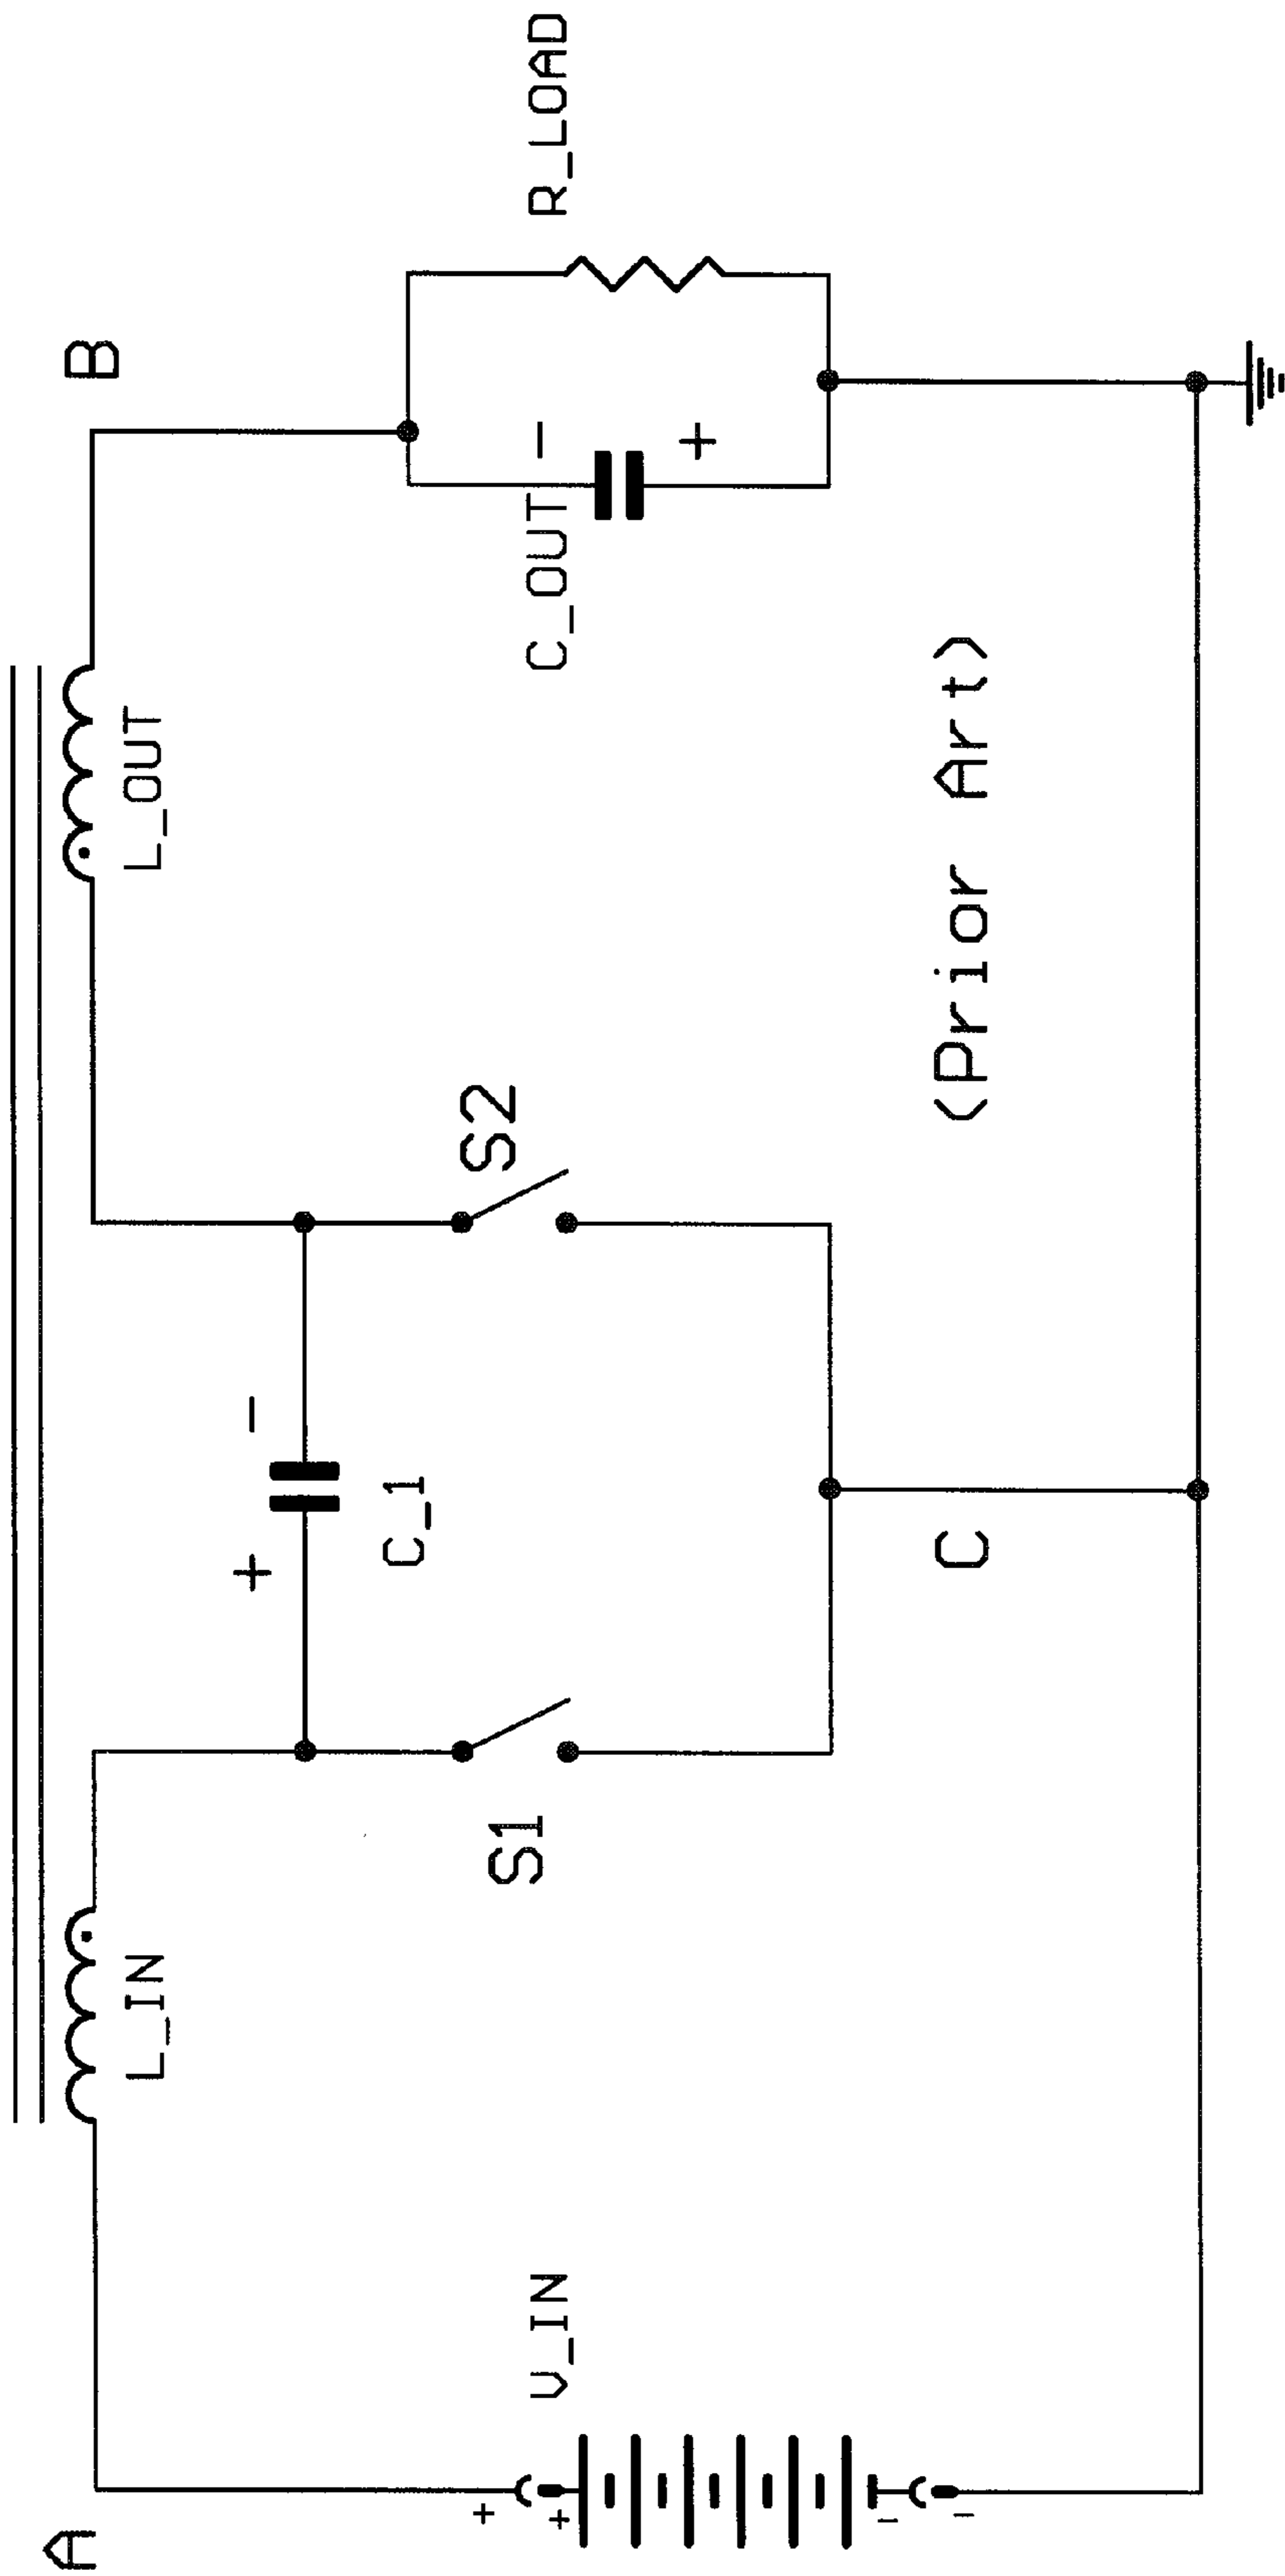 A
B
L_IN
L_OUT
+ -
C_1
S2
+
S1
V_IN
C_OUT
-
R_LOAD
+
+
-
-
C
(Prior Art)